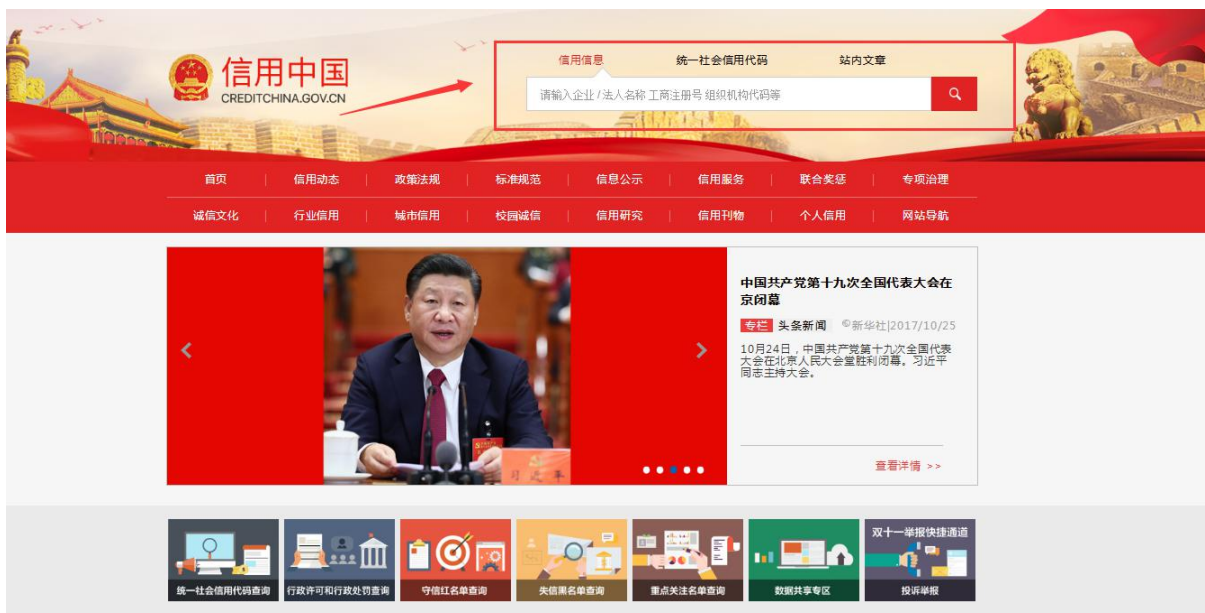 信用中国
CREDITCHINA.GOV.CN
信用信息 统一社会信用代码 站内文章
请输入企业/法人名称 工商注册号 组织机构代码等
首页 | 信用动态 | 政策法规 | 标准规范 | 信息公示 | 信用服务 | 联合奖惩 | 专项治理
诚信文化 | 行业信用 | 城市信用 | 校园诚信 | 信用研究 | 信用刊物 | 个人信用 | 网站导航
中国共产党第十九次全国代表大会在
京闭幕
专栏 头条新闻 ©新华社|2017/10/25
10月24日，中国共产党第十九次全国代表
大会在北京人民大会堂胜利闭幕。习近平
同志主持大会。
习近平
查看详情 >>
双十一举报快捷通道
统一社会信用代码查询 行政许可和行政处罚查询 守信红名单查询 失信黑名单查询 重点关注名单查询 数据共享专区 投诉举报